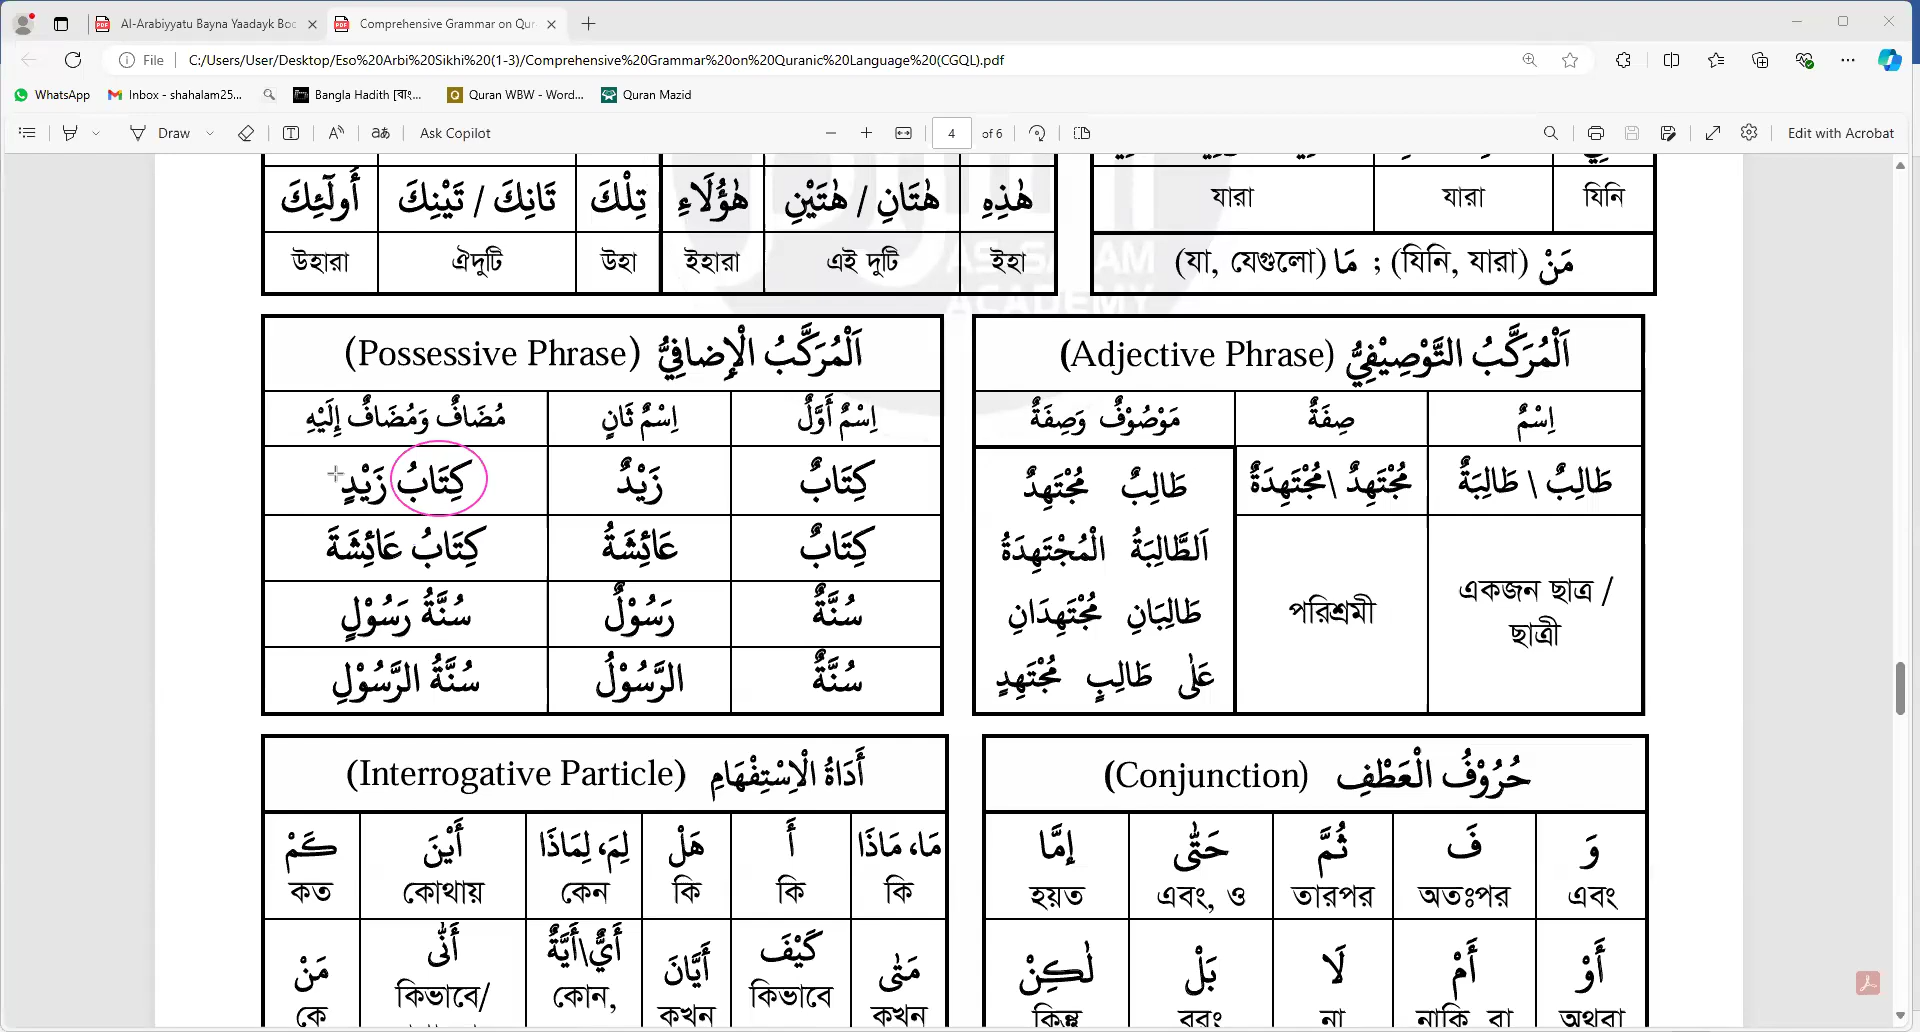 Al-Arabiyyatu Bayna Yaadayk Boo
Comprehensive Grammar on Qur
File
C:/Users/User/Desktop/Eso%20Arbi%20Sikhi%20(1-3)/Comprehensive%20Grammar%20on%20Quranic%20Language%20(CGQL).pdf
WhatsApp
Inbox - shahalam25...
Bangla Hadith [বাং...
Quran WBW - Word...
Quran Mazid
Draw
Ask Copilot
4 of 6
Edit with Acrobat
هٰذِهِ هٰتَانِ / هٰتَيْنِ هٰؤُلَاءِ تِلْكَ تَانِكَ / تَيْنِكَ أُولٰٓئِكَ
উহারা ঐদুটি উহা ইহারা এই দুটি ইহা
যারা যারা যিনি
مَنْ (যিনি, যারা) ; مَا (যা, যেগুলো)
ASSALAM
ACADEMY
اَلْمُرَكَّبُ الْإِضافِيُّ (Possessive Phrase)
اِسْمٌ أَوَّلٌ اِسْمٌ ثَانٍ مُضَافٌ وَمُضَافٌ إِلَيْهِ
كِتَابٌ زَيْدٌ كِتَابُ زَيْدٍ
كِتَابٌ عَائِشَةُ كِتَابُ عَائِشَةَ
سُنَّةٌ رَسُوْلٌ سُنَّةُ رَسُوْلٍ
سُنَّةٌ الرَّسُوْلُ سُنَّةُ الرَّسُوْلِ
اَلْمُرَكَّبُ التَّوْصِيْفِيُّ (Adjective Phrase)
اِسْمٌ صِفَةٌ مَوْصُوْفٌ وَصِفَةٌ
طَالِبٌ \ طَالِبَةٌ مُجْتَهِدٌ \مُجْتَهِدَةٌ طَالِبٌ مُجْتَهِدٌ
اَلطَّالِبَةُ الْمُجْتَهِدَةُ
طَالِبَانِ مُجْتَهِدَانِ
عَلٰى طَالِبٍ مُجْتَهِدٍ
পরিশ্রমী
একজন ছাত্র /
ছাত্রী
أَدَاةُ الْاِسْتِفْهَامِ (Interrogative Particle)
مَا، مَاذَا أَ هَلْ لِمَ، لِمَاذَا أَيْنَ كَمْ
কত কোথায় কেন কি কি কি
مَتٰى كَيْفَ أَيَّانَ أَيٌّ\أَيَّةٌ أَنّٰى مَنْ
কে কিভাবে/ কোন, কখন কিভাবে কখন
حُرُوْفُ الْعَطْفِ (Conjunction)
وَ فَ ثُمَّ حَتّٰى إِمَّا
হয়ত এবং, ও তারপর অতঃপর এবং
أَوْ أَمْ لَا بَلْ لٰكِنْ
কিন্তু বরং না নাকি, বা অথবা